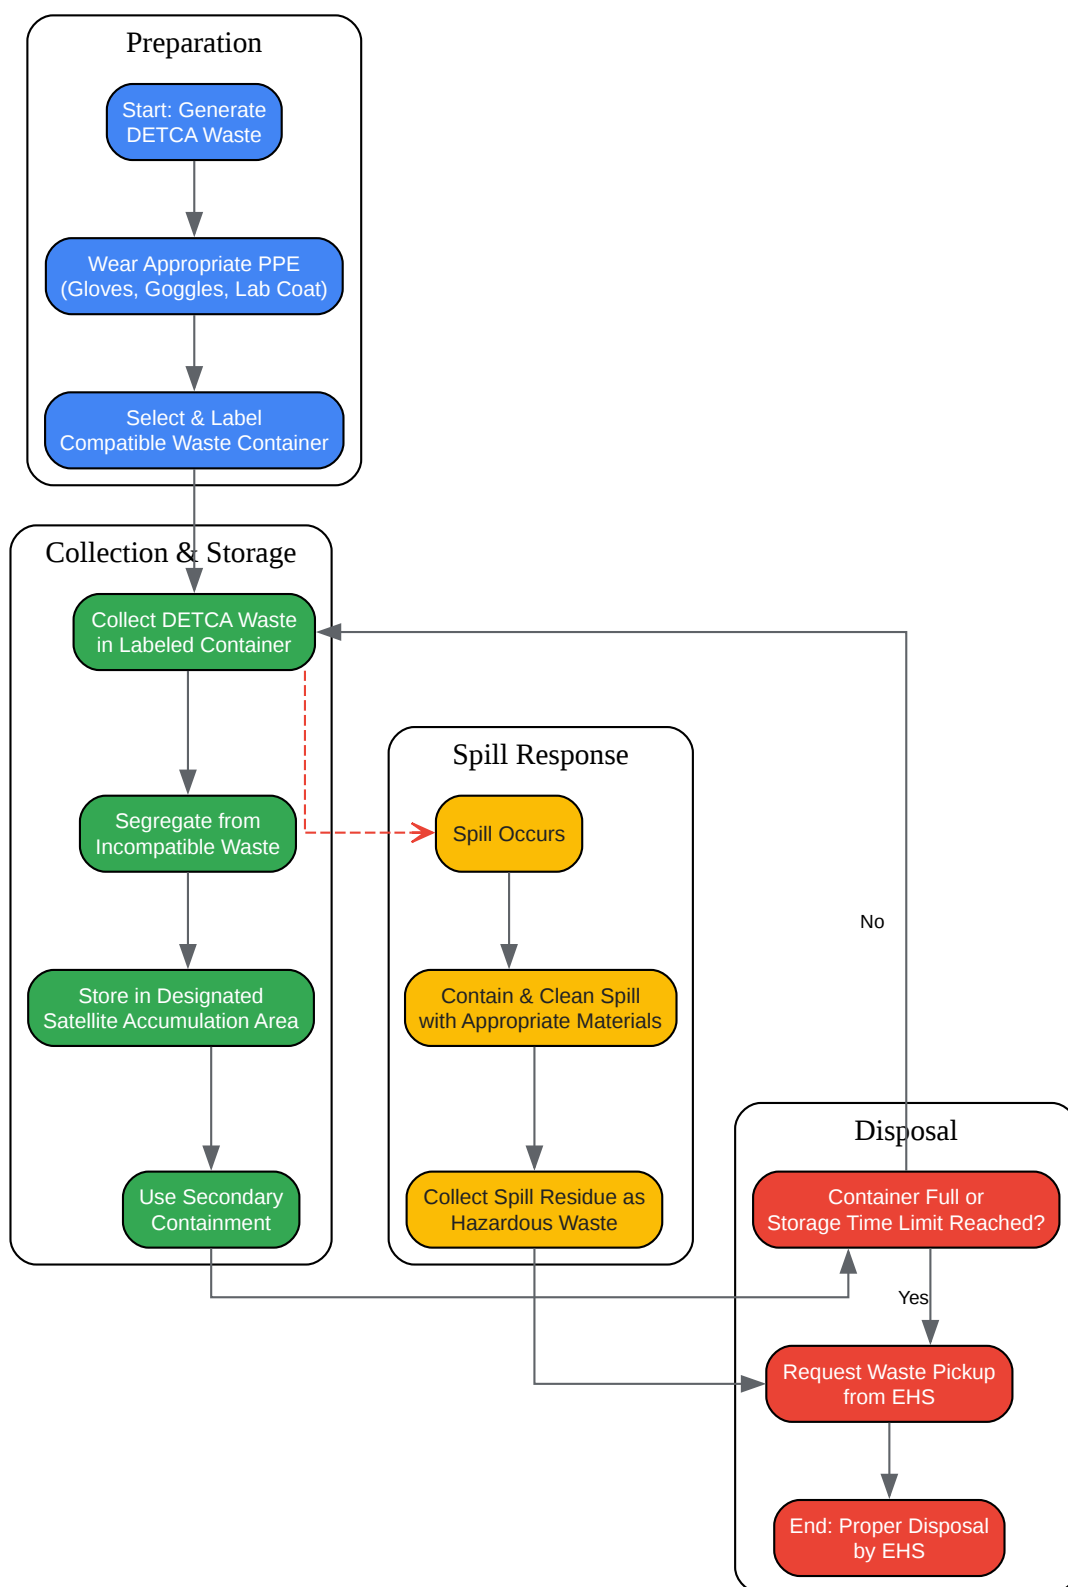 Preparation
Start: Generate
DETCA Waste
Wear Appropriate PPE
(Gloves, Goggles, Lab Coat)
Select & Label
Compatible Waste Container
Collection & Storage
Collect DETCA Waste
in Labeled Container
Segregate from
Incompatible Waste
Store in Designated
Satellite Accumulation Area
Use Secondary
Containment
Spill Response
Spill Occurs
Contain & Clean Spill
with Appropriate Materials
Collect Spill Residue as
Hazardous Waste
No
Disposal
Container Full or
Storage Time Limit Reached?
Yes
Request Waste Pickup
from EHS
End: Proper Disposal
by EHS